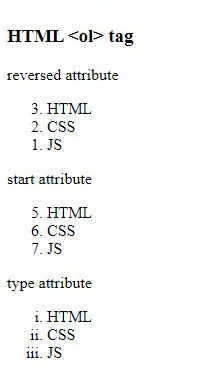 HTML <ol> tag
reversed attribute
3. HTML
2. CSS
1. JS
start attribute
5. HTML
6. CSS
7. JS
type attribute
i. HTML
ii. CSS
iii. JS